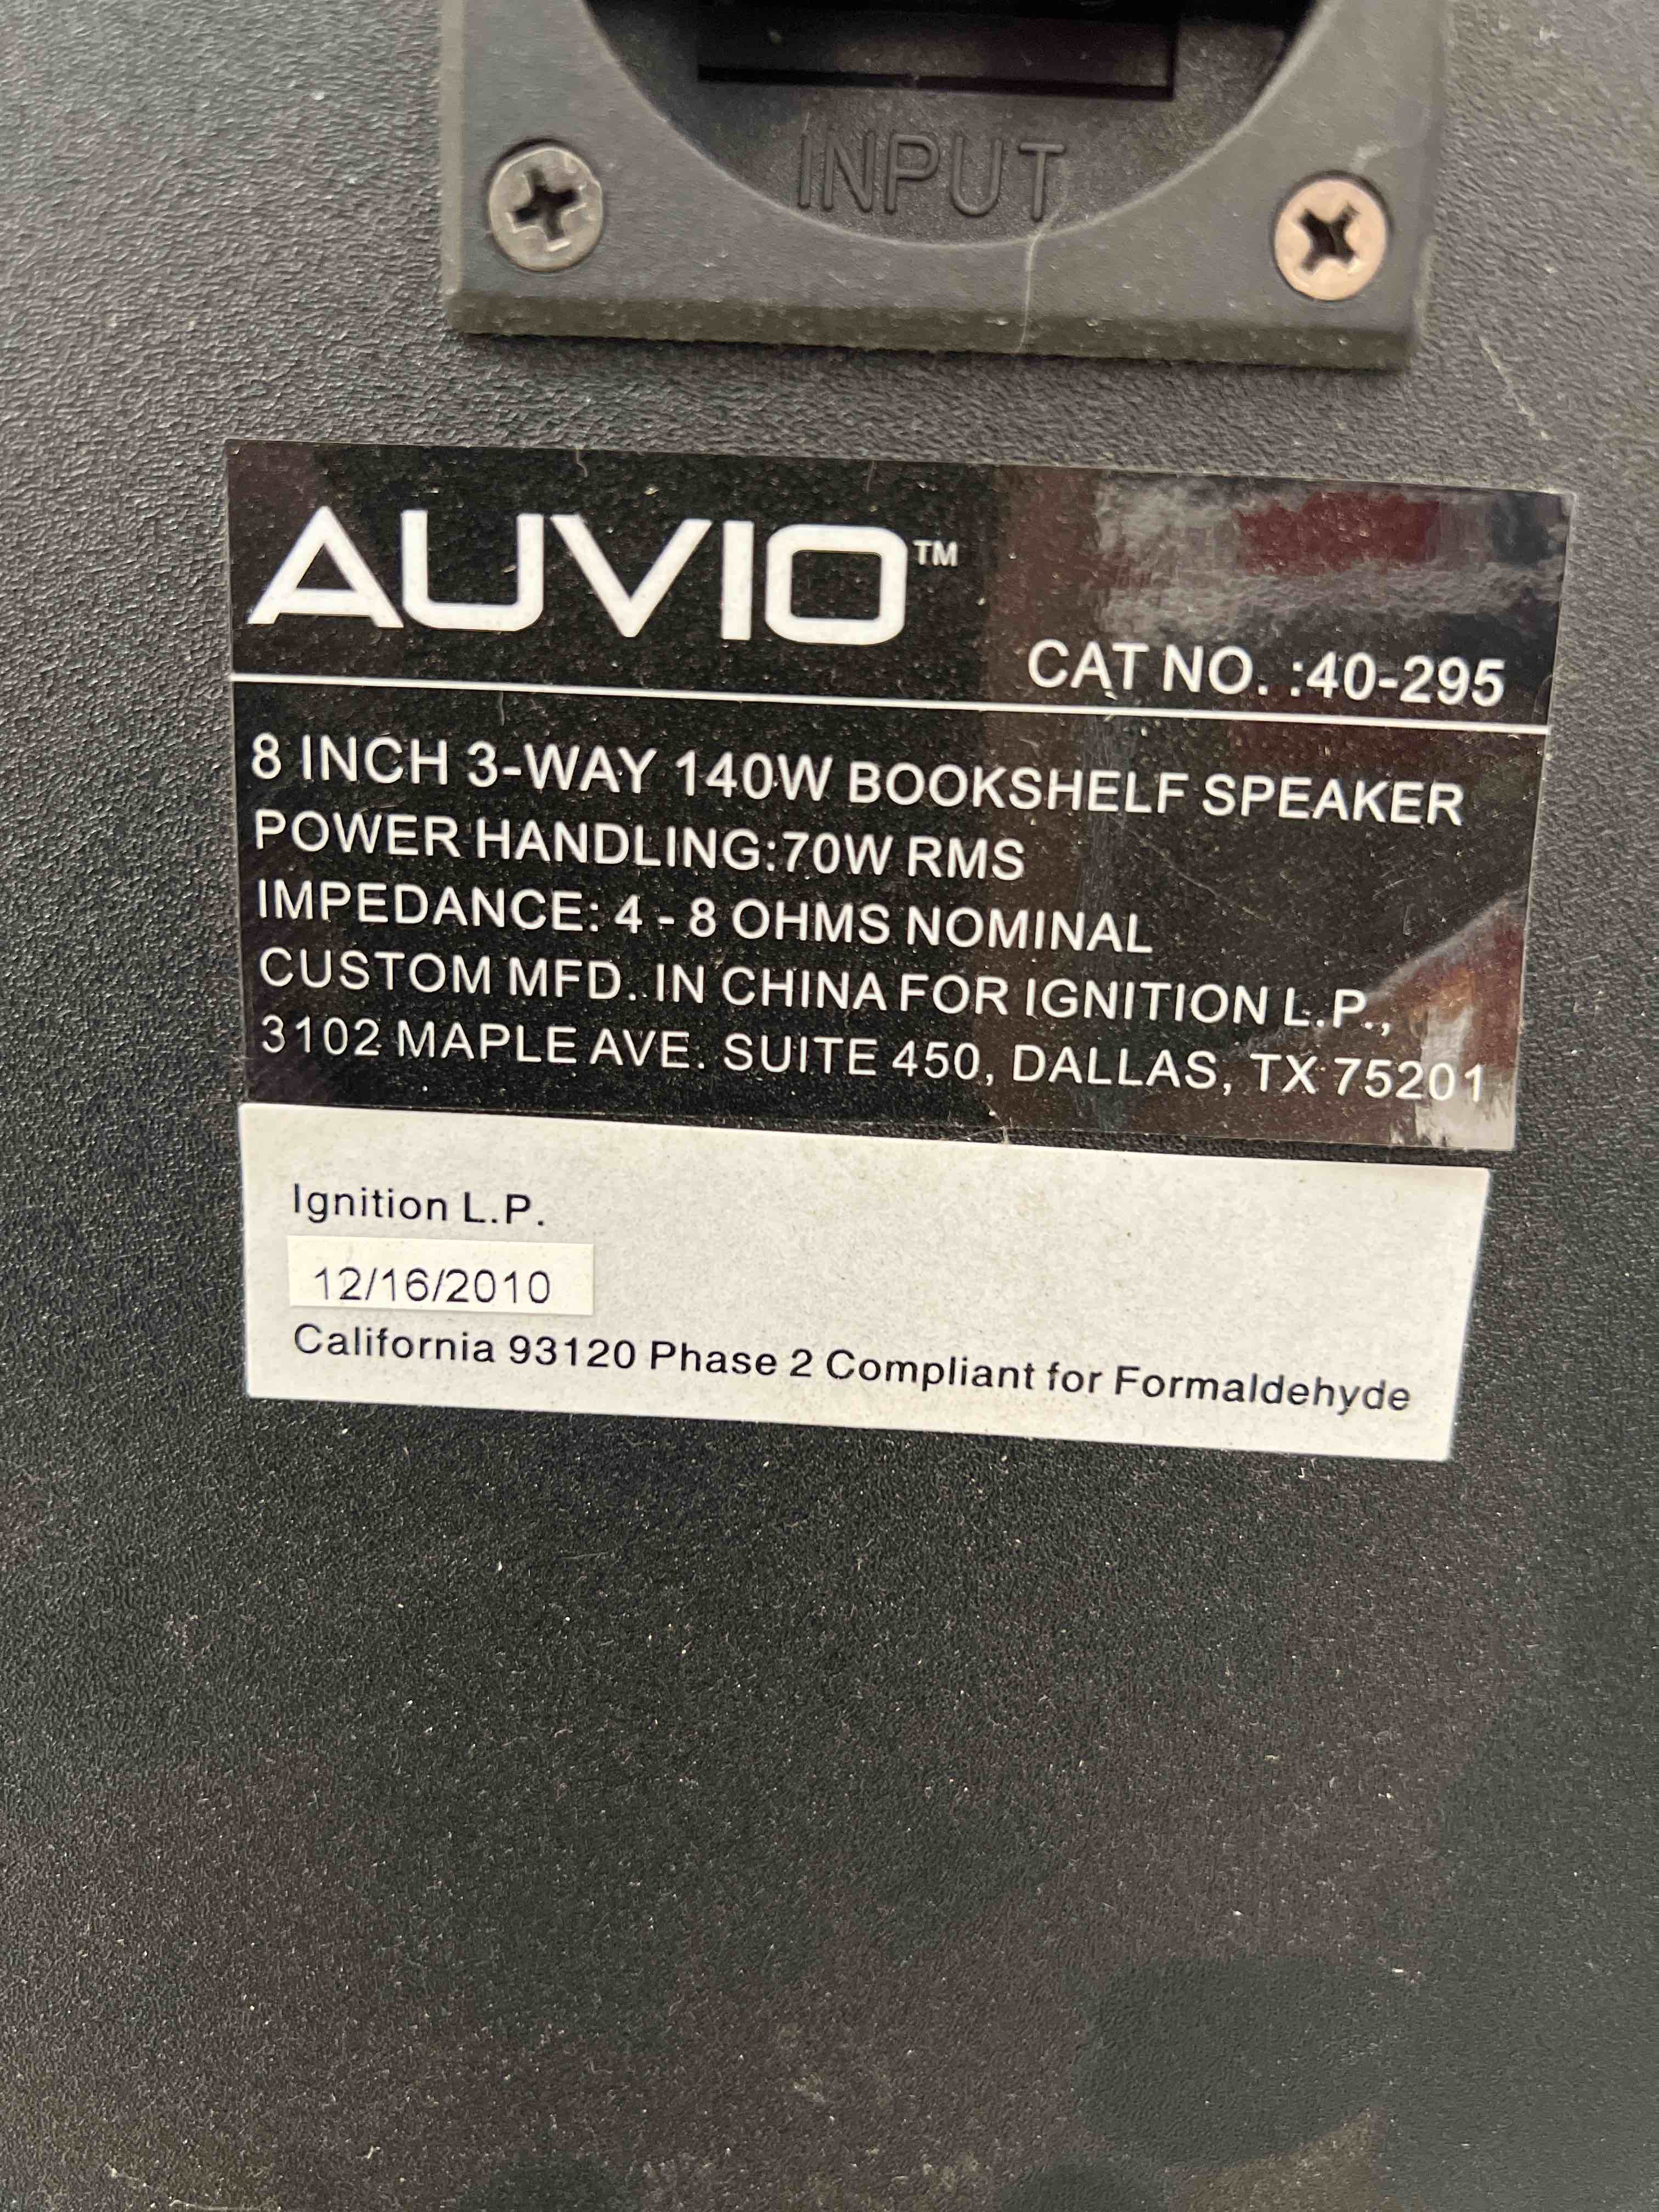 INPUT
AUVIO™
CAT NO. :40-295
8 INCH 3-WAY 140W BOOKSHELF SPEAKER
POWER HANDLING:70W RMS
IMPEDANCE: 4 - 8 OHMS NOMINAL
CUSTOM MFD. IN CHINA FOR IGNITION L.P.,
3102 MAPLE AVE. SUITE 450, DALLAS, TX 75201
Ignition L.P.
12/16/2010
California 93120 Phase 2 Compliant for Formaldehyde